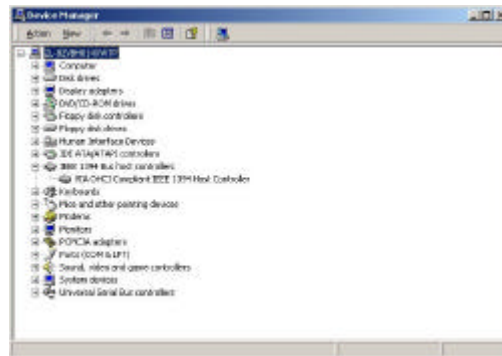 Device Manager
Action View
Computer
Disk drives
Display adapters
DVD/CD-ROM drives
Floppy disk controllers
Floppy disk drives
Human Interface Devices
IDE ATA/ATAPI controllers
IEEE 1394 Bus host controllers
OHCI Compliant IEEE 1394 Host Controller
Keyboards
Mice and other pointing devices
Modems
Monitors
PCMCIA adapters
Ports (COM & LPT)
Sound, video and game controllers
System devices
Universal Serial Bus controllers